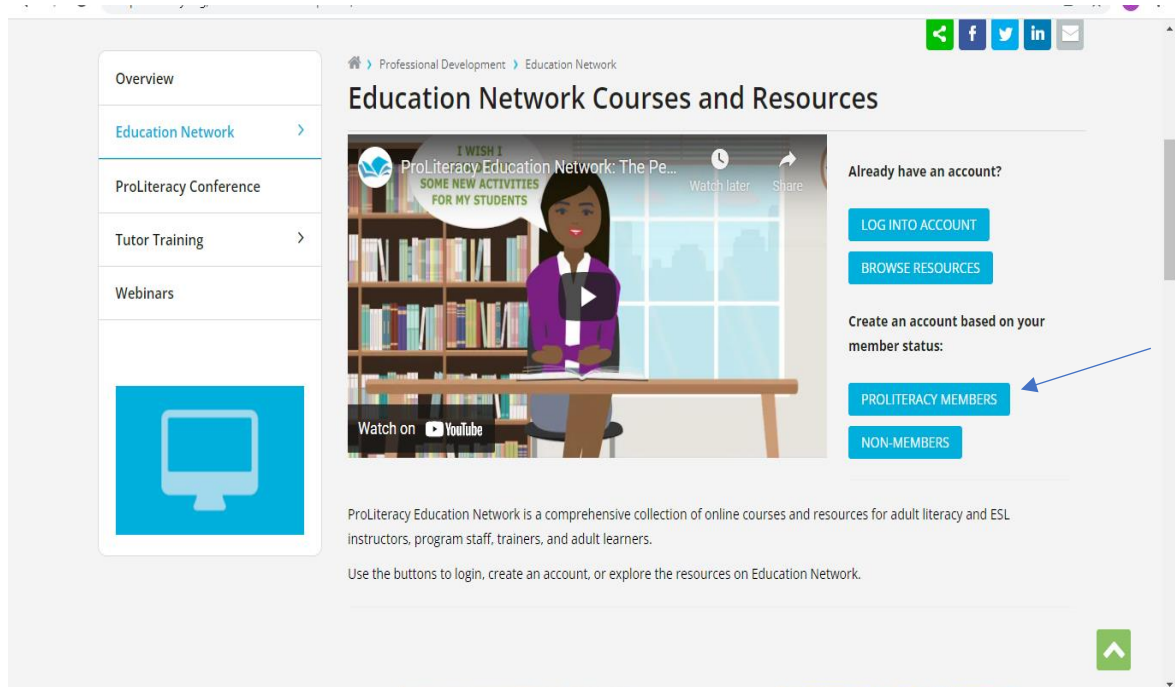 Overview
Education Network
ProLiteracy Conference
Tutor Training
Webinars
Professional Development > Education Network
Education Network Courses and Resources
I WISH I
SOME NEW ACTIVITIES
FOR MY STUDENTS
ProLiteracy Education Network: The Pe...
Watch later
Share
Watch on YouTube
Already have an account?
LOG INTO ACCOUNT
BROWSE RESOURCES
Create an account based on your
member status:
PROLITERACY MEMBERS
NON-MEMBERS
ProLiteracy Education Network is a comprehensive collection of online courses and resources for adult literacy and ESL
instructors, program staff, trainers, and adult learners.
Use the buttons to login, create an account, or explore the resources on Education Network.